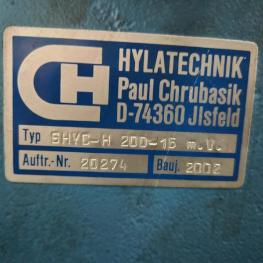 HYLATECHNIK
Paul Chrubasik
D-74360 Jlsfeld
Typ SHYC-H 200-15 m.V.
Auftr.-Nr. 20274 Bauj. 2002